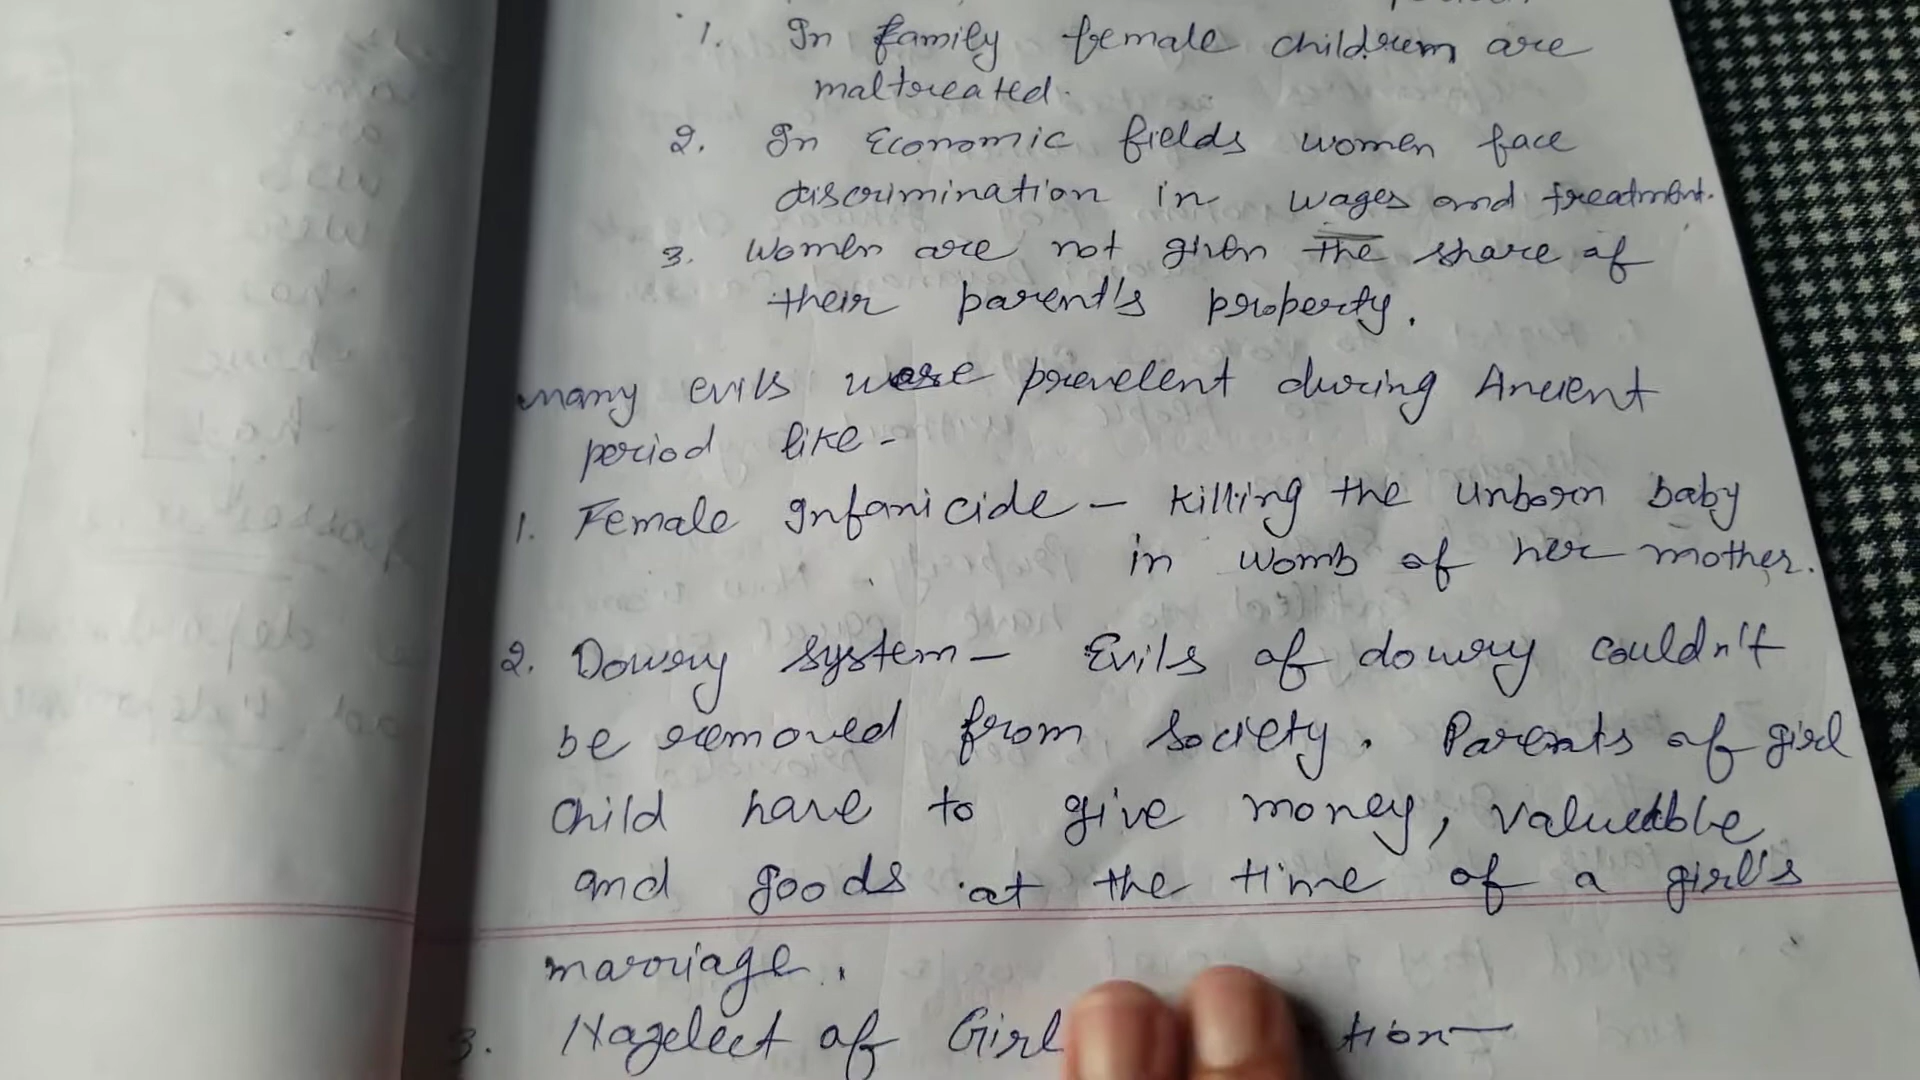 1. In family female children are
maltreated.
2. In Economic fields women face
discrimination in wages and treatment.
3. Women are not given the share of
their parent's property.
many evils were prevelent during Ancient
period like -
1. Female Infanicide - Killing the unborn baby
in womb of her mother.
2. Dowry system - Evils of dowry couldn't
be removed from society. Parents of girl
child have to give money, valuable
and goods at the time of a girl's
marriage.
3. Nagelect of Girl tion -